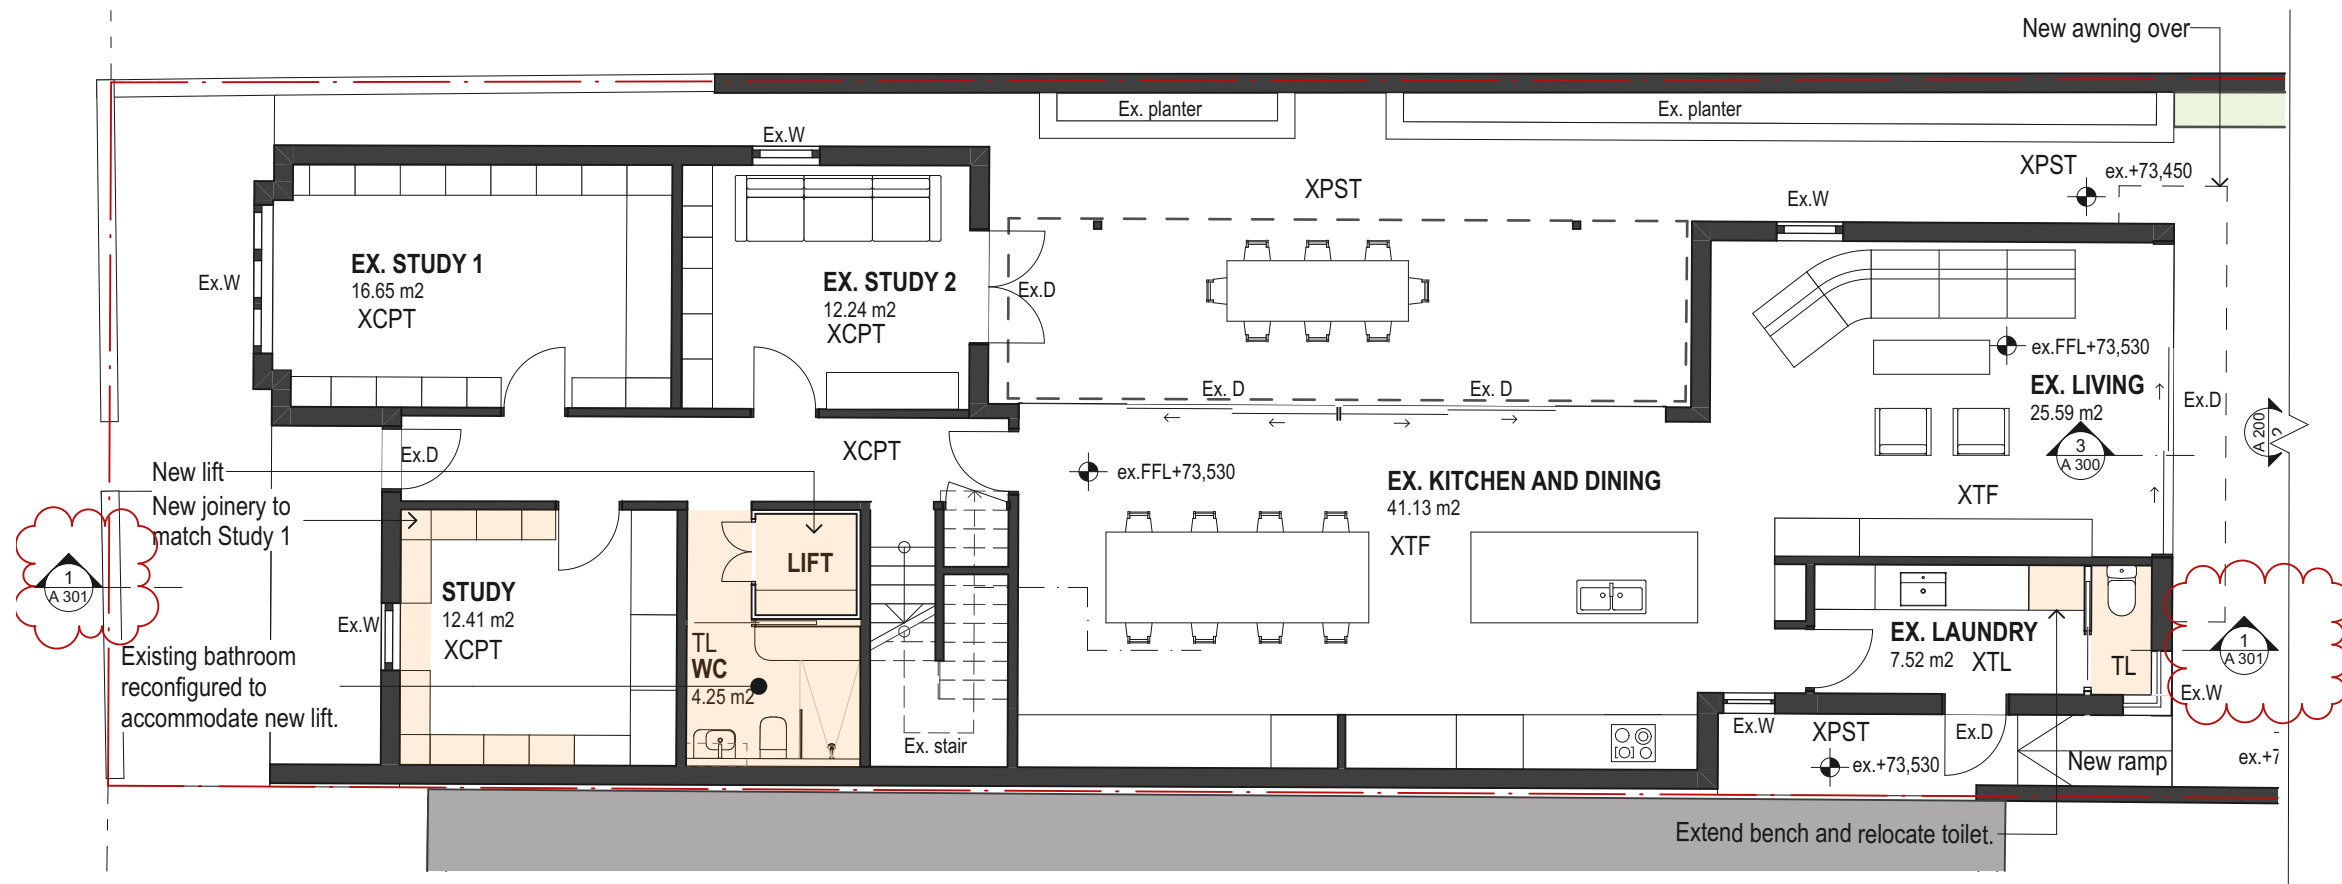 New awning over
Ex. planter
Ex. planter
Ex.W
XPST
ex.+73,450
XPST
Ex.W
EX. STUDY 1
16.65 m2
XCPT
Ex.W
EX. STUDY 2
12.24 m2
XCPT
Ex.D
ex.FFL+73,530
EX. LIVING
25.59 m2
Ex. D
Ex. D
Ex.D
A 200
2
3
A 300
XCPT
Ex.D
New lift
New joinery to
match Study 1
ex.FFL+73,530
EX. KITCHEN AND DINING
41.13 m2
XTF
XTF
1
A 301
LIFT
STUDY
12.41 m2
XCPT
Ex.W
TL
WC
4.25 m2
EX. LAUNDRY
7.52 m2
XTL
TL
1
A 301
Existing bathroom
reconfigured to
accommodate new lift.
Ex.W
Ex. stair
Ex.W
XPST
Ex.D
ex.+73,530
New ramp
ex.+7
Extend bench and relocate toilet.